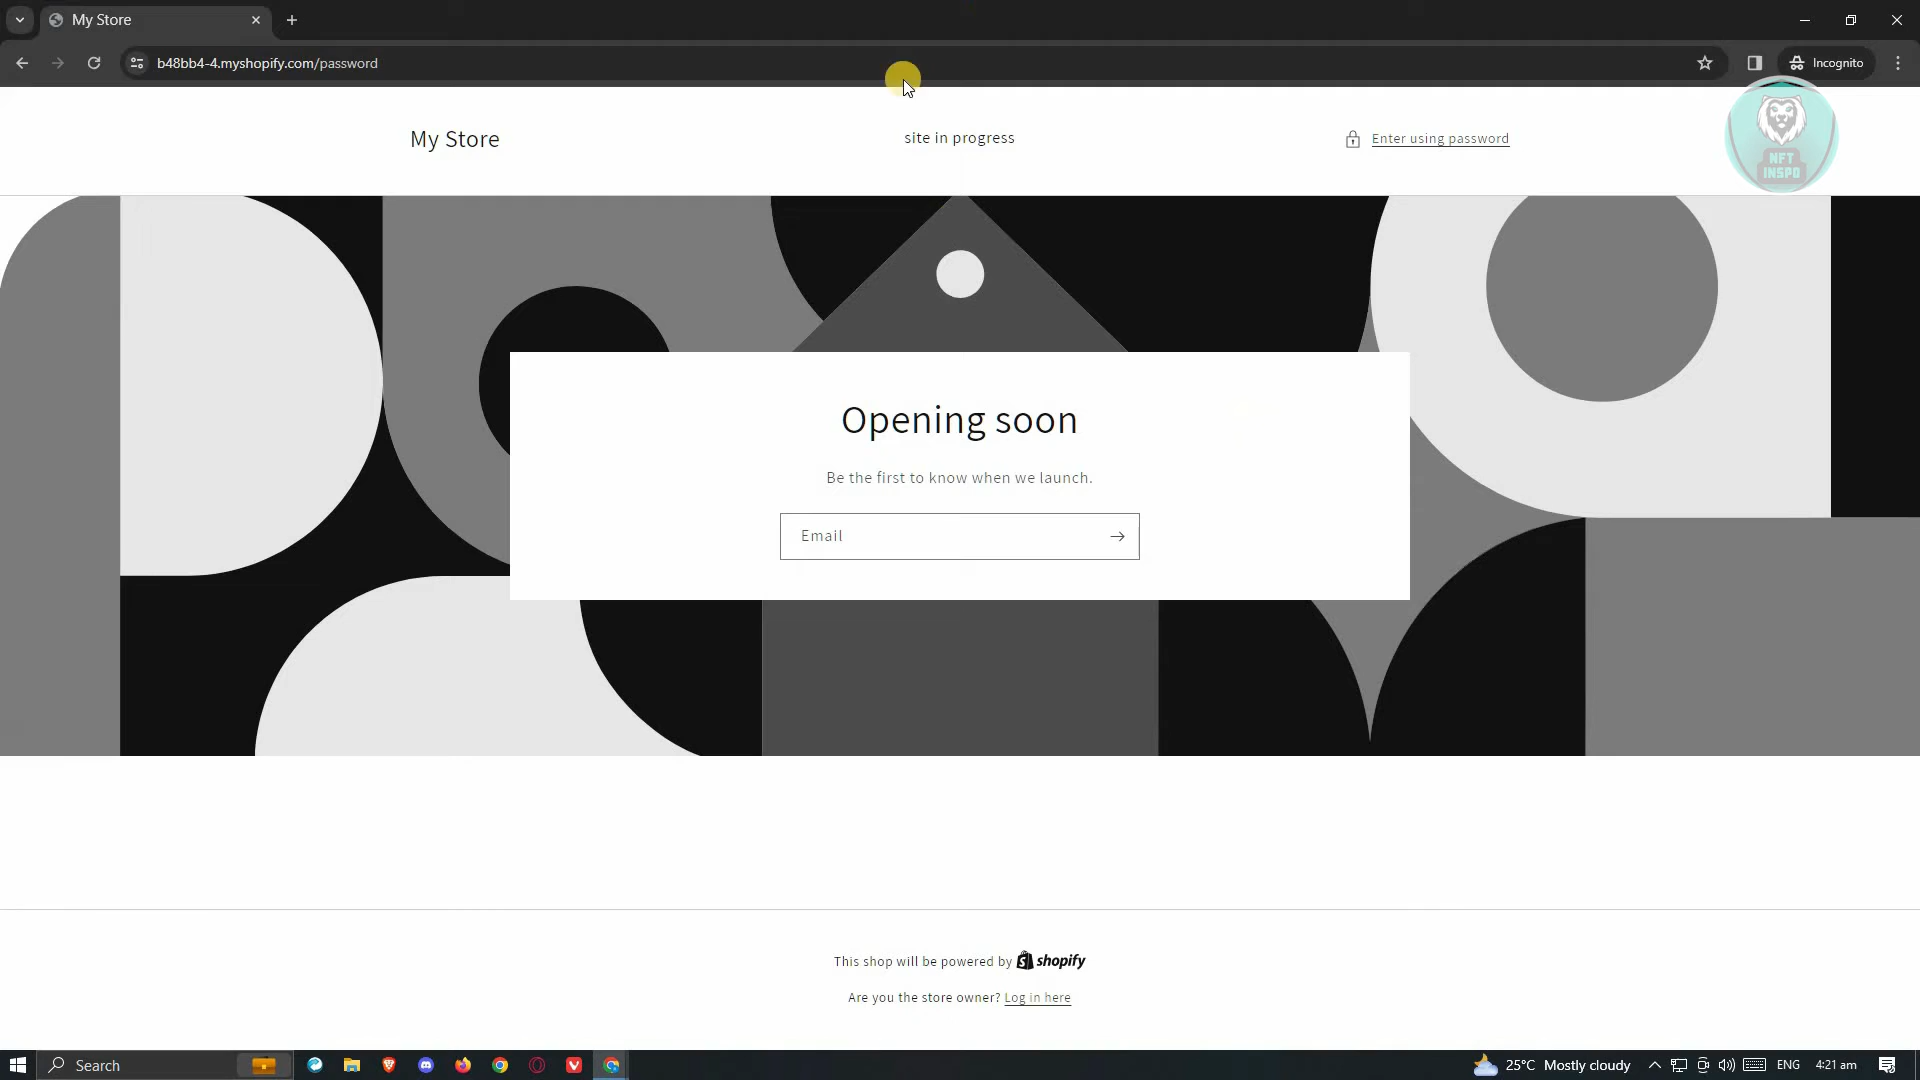 My Store
b48bb4-4.myshopify.com/password
Incognito
My Store
site in progress
Enter using password
NFT
INSPO
Opening soon
Be the first to know when we launch.
Email
This shop will be powered by shopify
Are you the store owner? Log in here
Search
25°C Mostly cloudy
ENG
4:21 am